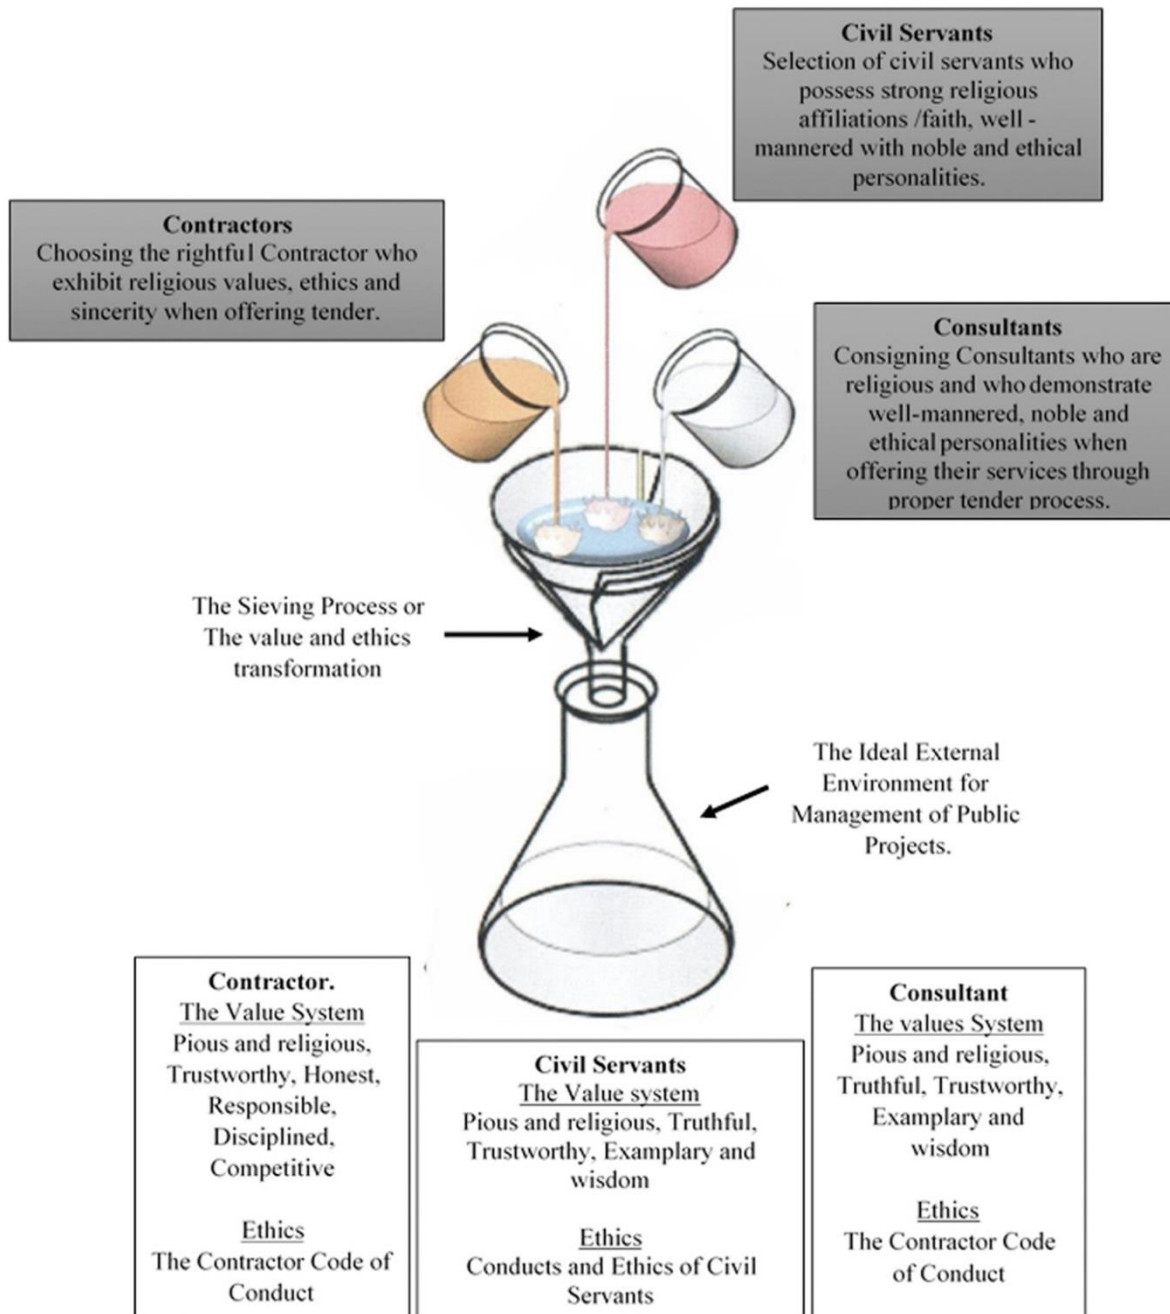 Civil Servants
Selection of civil servants who
possess strong religious
affiliations /faith, well -
mannered with noble and ethical
personalities.
Contractors
Choosing the rightful Contractor who
exhibit religious values, ethics and
sincerity when offering tender.
Consultants
Consigning Consultants who are
religious and who demonstrate
well-mannered, noble and
ethical personalities when
offering their services through
proper tender process.
The Sieving Process or
The value and ethics
transformation
The Ideal External
Environment for
Management of Public
Projects.
Contractor.
The Value System
Pious and religious,
Trustworthy, Honest,
Responsible,
Disciplined,
Competitive
Ethics
The Contractor Code of
Conduct
Civil Servants
The Value system
Pious and religious, Truthful,
Trustworthy, Examplary and
wisdom
Ethics
Conducts and Ethics of Civil
Servants
Consultant
The values System
Pious and religious,
Truthful, Trustworthy,
Examplary and
wisdom
Ethics
The Contractor Code
of Conduct